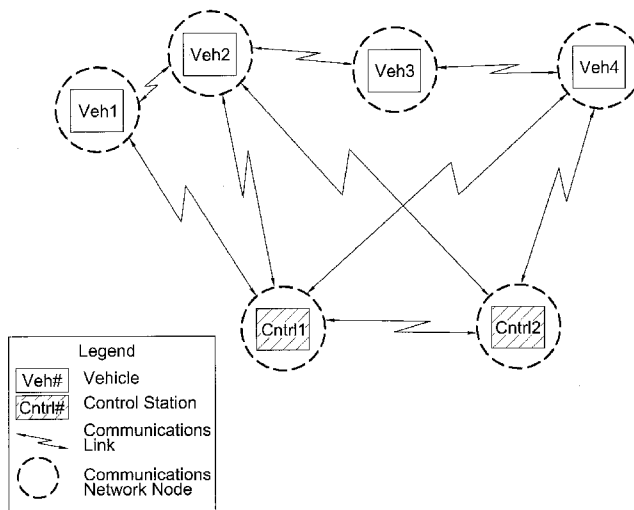 Veh1
Veh2
Veh3
Veh4
Cntrl1
Cntrl2
Legend
Veh# Vehicle
Cntrl# Control Station
Communications
Link
Communications
Network Node